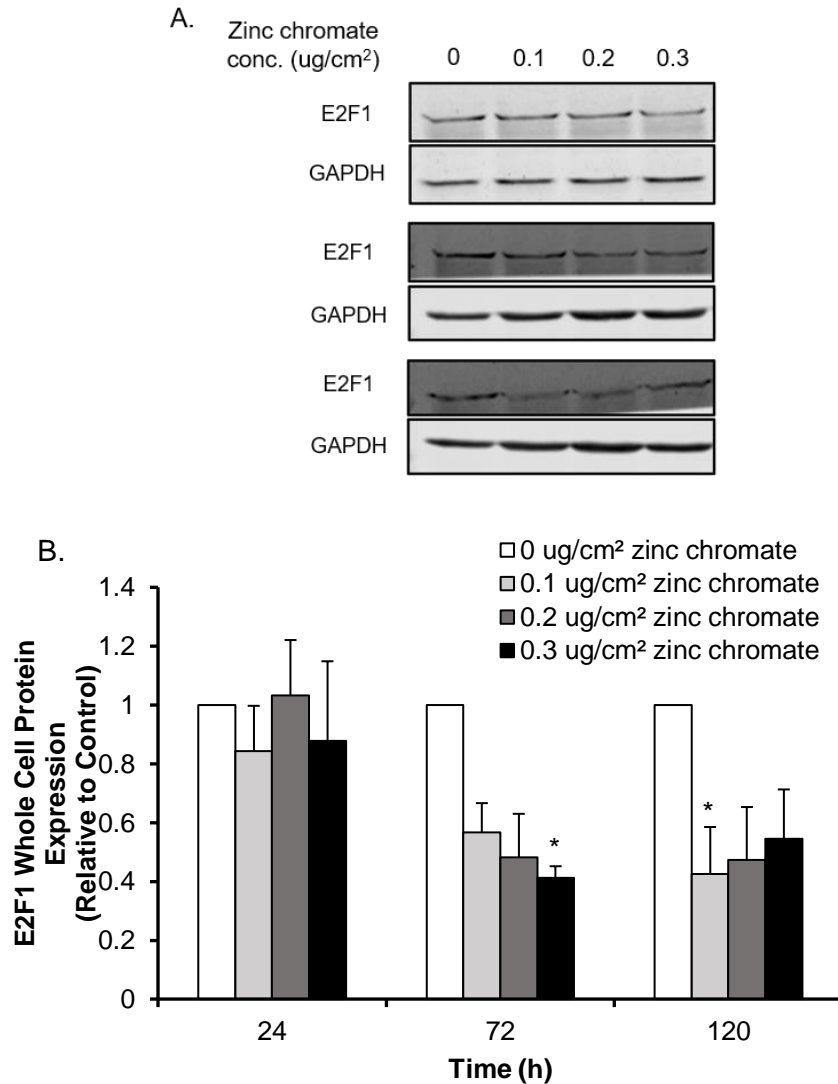 A.
Zinc chromate
conc. (ug/cm²) 0 0.1 0.2 0.3
E2F1
GAPDH
E2F1
GAPDH
E2F1
GAPDH
B.
0 ug/cm² zinc chromate
0.1 ug/cm² zinc chromate
0.2 ug/cm² zinc chromate
0.3 ug/cm² zinc chromate
E2F1 Whole Cell Protein
Expression
(Relative to Control)
1.4
1.2
1
0.8
0.6
0.4
0.2
0
*
*
24 72 120
Time (h)